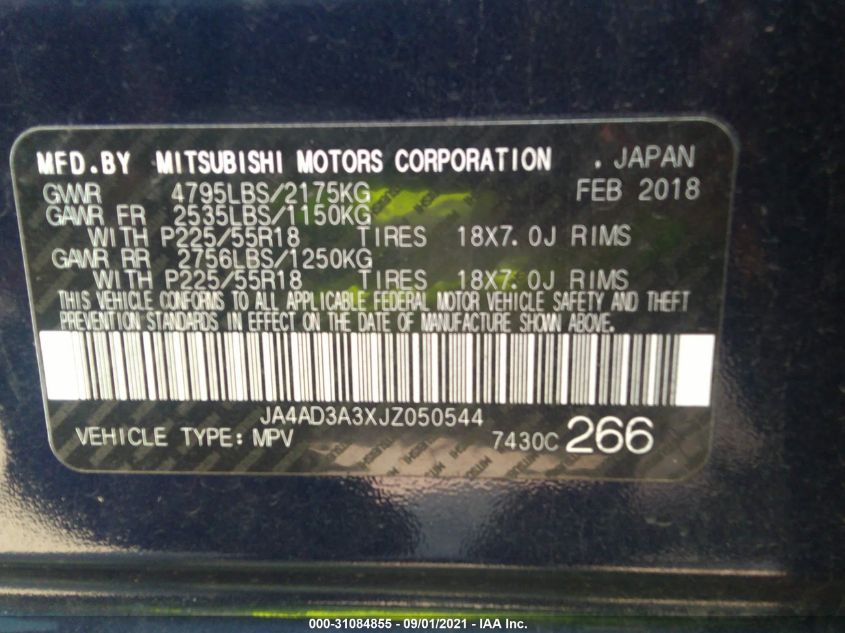 MFD.BY MITSUBISHI MOTORS CORPORATION . JAPAN
GVWR 4795LBS/2175KG FEB 2018
GAWR FR 2535LBS/1150KG
WITH P225/55R18 TIRES 18X7.0J RIMS
GAWR RR 2756LBS/1250KG
WITH P225/55R18 TIRES 18X7.0J RIMS
THIS VEHICLE CONFORMS TO ALL APPLICABLE FEDERAL MOTOR VEHICLE SAFETY AND THEFT
PREVENTION STANDARDS IN EFFECT ON THE DATE OF MANUFACTURE SHOWN ABOVE.
JA4AD3A3XJZ050544
VEHICLE TYPE: MPV 7430C 266
000-31084855 - 09/01/2021 - IAA Inc.